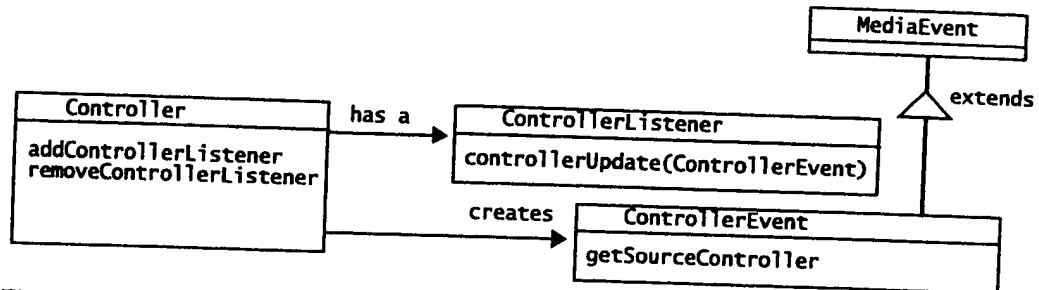 MediaEvent
extends
Controller
addControllerListener
removeControllerListener
has a
ControllerListener
controllerUpdate(ControllerEvent)
creates
ControllerEvent
getSourceController